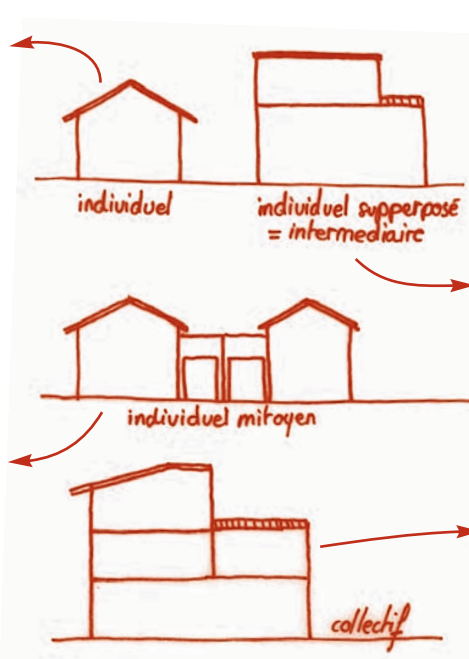 individuel
individuel supperposé
= intermediaire
individuel mitoyen
collectif